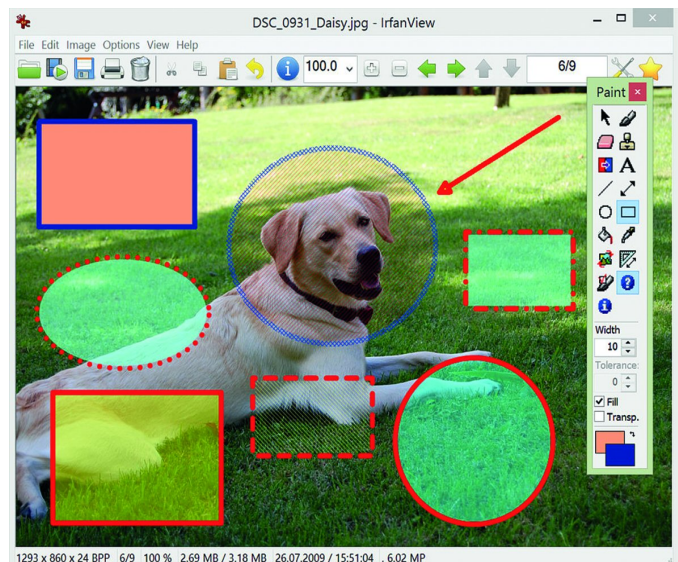 DSC_0931_Daisy.jpg - IrfanView
File Edit Image Options View Help
100.0
6/9
Paint
A
Width
10
Tolerance:
0
Fill
Transp.
1293 x 860 x 24 BPP 6/9 100 % 2.69 MB / 3.18 MB 26.07.2009 / 15:51:04 , 6.02 MP